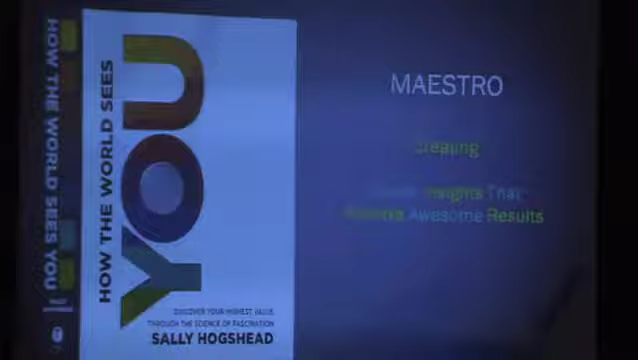 HOW THE WORLD SEES YOU
HOW THE WORLD SEES
YOU
DISCOVER YOUR HIGHEST VALUE
THROUGH THE SCIENCE OF FASCINATION
SALLY HOGSHEAD
MAESTRO
Creating
Insights That
Awesome Results